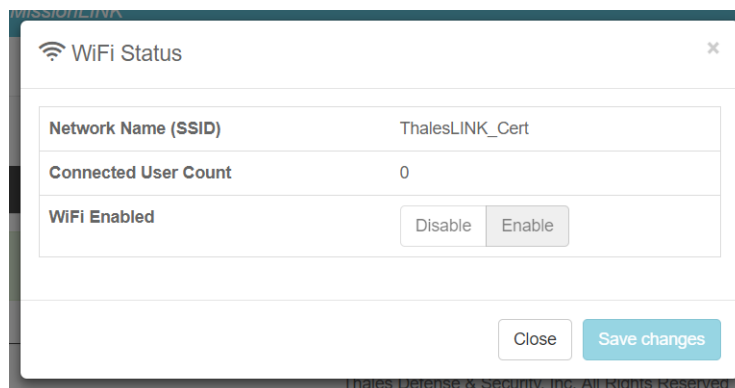 MissionLINK
WiFi Status
×
Network Name (SSID) ThalesLINK_Cert
Connected User Count 0
WiFi Enabled Disable Enable
Close Save changes
Thales Defense & Security, Inc. All Rights Reserved